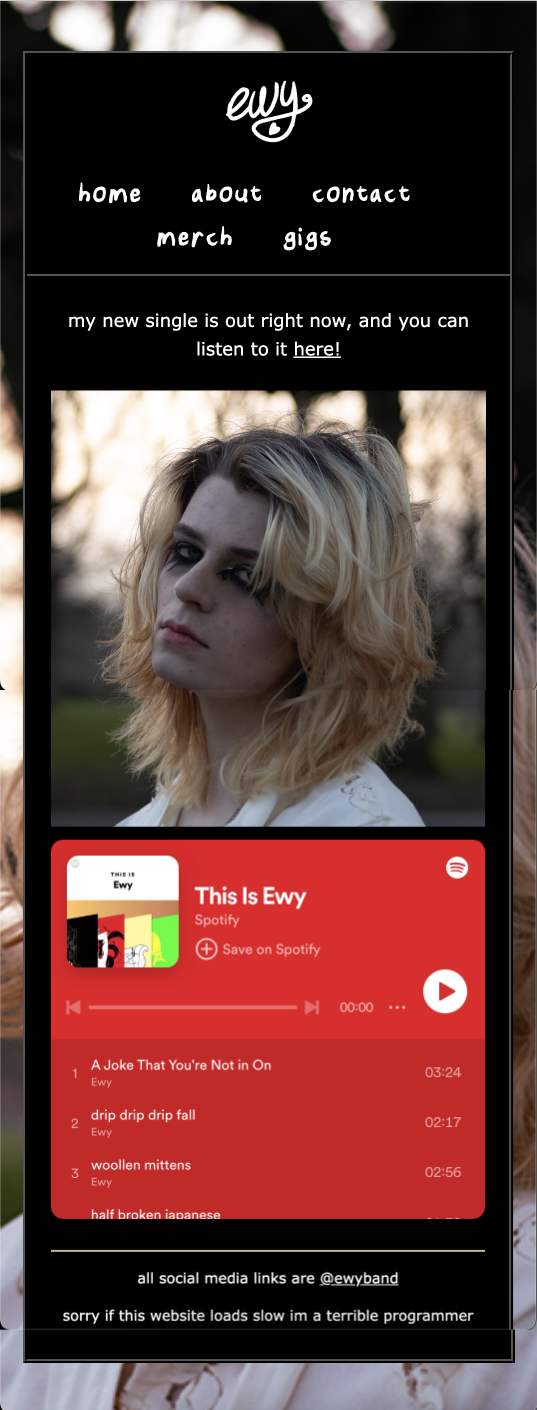 ewy
home about contact
merch gigs
my new single is out right now, and you can
listen to it here!
THIS IS
Ewy
This Is Ewy
Spotify
Save on Spotify
00:00
1 A Joke That You're Not in On 03:24
Ewy
2 drip drip drip fall 02:17
Ewy
3 woollen mittens 02:56
Ewy
half broken japanese
all social media links are @ewyband
sorry if this website loads slow im a terrible programmer